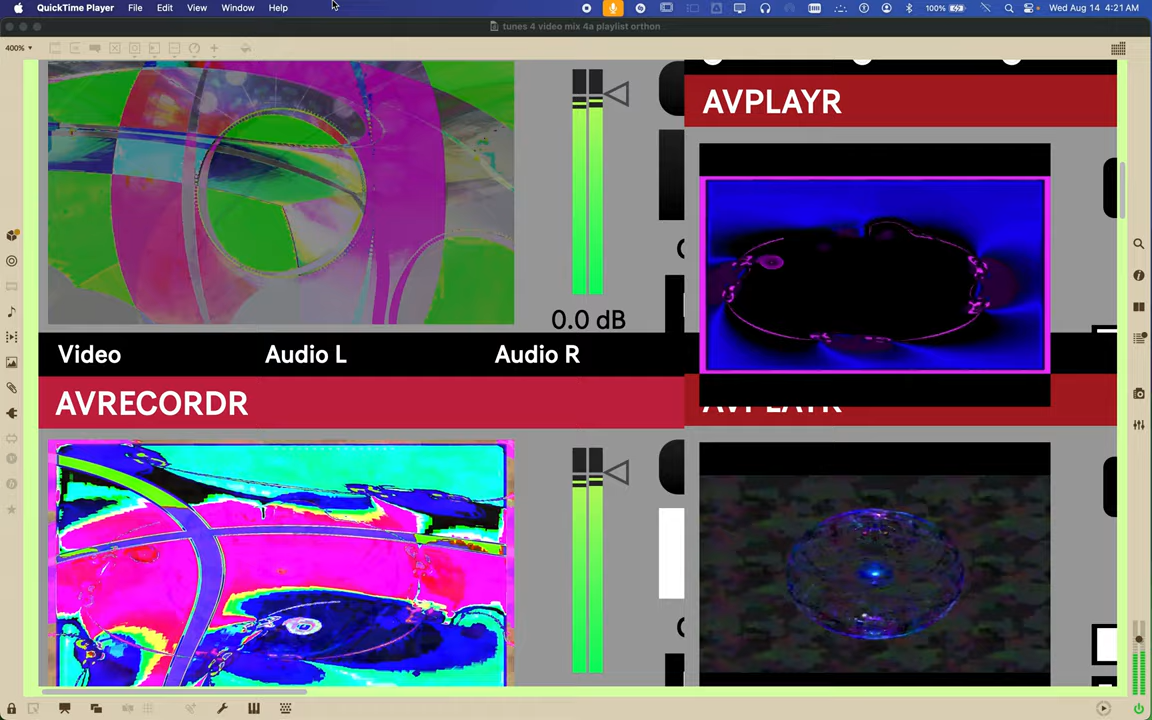 QuickTime Player File Edit View Window Help 100% Wed Aug 14 4:21 AM
tunes 4 video mix 4a playlist orthon
400%
AVPLAYR
0.0 dB
Video Audio L Audio R
AVRECORDR
AVPLAYR